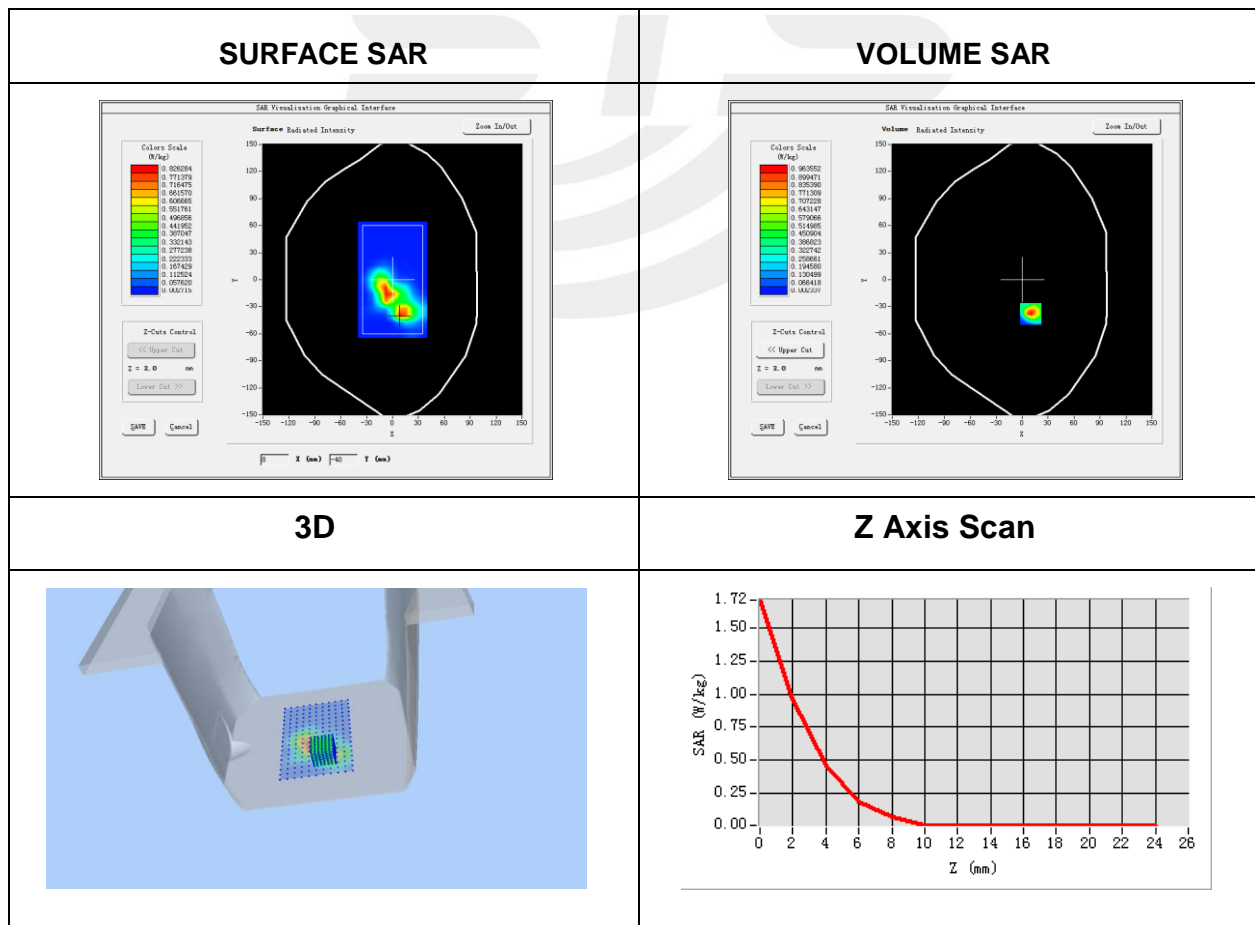 SURFACE SAR
VOLUME SAR
SAR Visualisation Graphical Interface
Surface Radiated Intensity
Zoom In/Out
Colors Scale
(W/kg)
0.826284
0.771379
0.716475
0.661570
0.606665
0.551761
0.496856
0.441952
0.387047
0.332143
0.277238
0.222333
0.167429
0.112524
0.057620
0.002715
Z-Cuts Control
<< Upper Cut
Z = 2.0 mm
Lower Cut >>
SAVE Cancel
150
120
90
60
30
0
-30
-60
-90
-120
-150
Y
-150 -120 -90 -60 -30 0 30 60 90 120 150
X
8 X (mm) -40 Y (mm)
SAR Visualisation Graphical Interface
Volume Radiated Intensity
Zoom In/Out
Colors Scale
(W/kg)
0.963552
0.899471
0.835390
0.771309
0.707228
0.643147
0.579066
0.514985
0.450904
0.386823
0.322742
0.258661
0.194580
0.130499
0.066418
0.002337
Z-Cuts Control
<< Upper Cut
Z = 2.0 mm
Lower Cut >>
SAVE Cancel
150
120
90
60
30
0
-30
-60
-90
-120
-150
Y
-150 -120 -90 -60 -30 0 30 60 90 120 150
X
3D
Z Axis Scan
1.72
1.50
1.25
1.00
0.75
0.50
0.25
0.00
SAR (W/kg)
0 2 4 6 8 10 12 14 16 18 20 22 24 26
Z (mm)